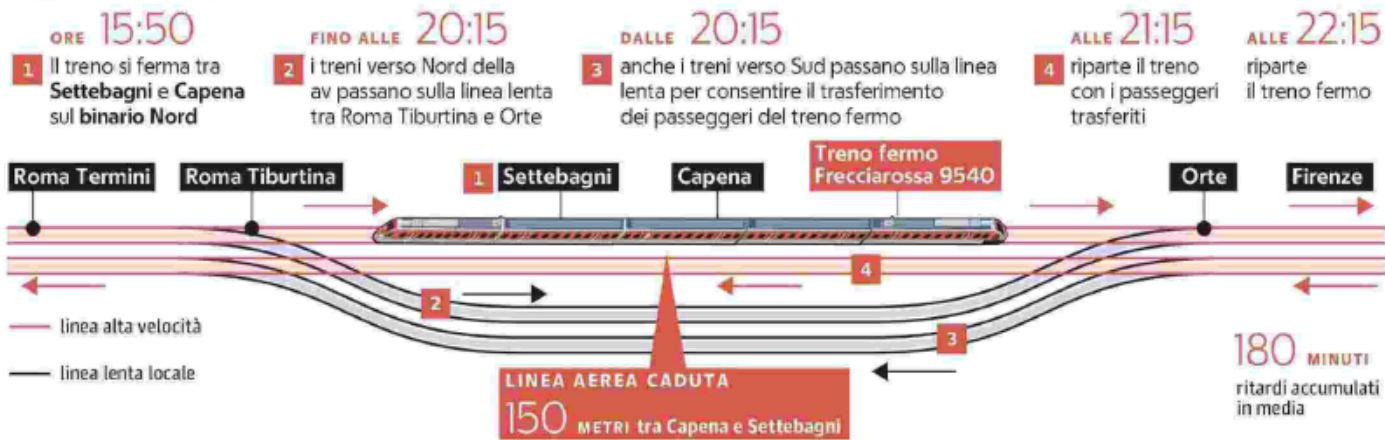 ORE 15:50
1 Il treno si ferma tra
Settebagni e Capena
sul binario Nord
FINO ALLE 20:15
2 i treni verso Nord della
av passano sulla linea lenta
tra Roma Tiburtina e Orte
DALLE 20:15
3 anche i treni verso Sud passano sulla linea
lenta per consentire il trasferimento
dei passeggeri del treno fermo
ALLE 21:15
4 riparte il treno
con i passeggeri
trasferiti
ALLE 22:15
riparte
il treno fermo
Roma Termini
Roma Tiburtina
1 Settebagni
Capena
Treno fermo
Frecciarossa 9540
Orte
Firenze
4
2
3
linea alta velocità
linea lenta locale
LINEA AEREA CADUTA
150 METRI tra Capena e Settebagni
180 MINUTI
ritardi accumulati
in media